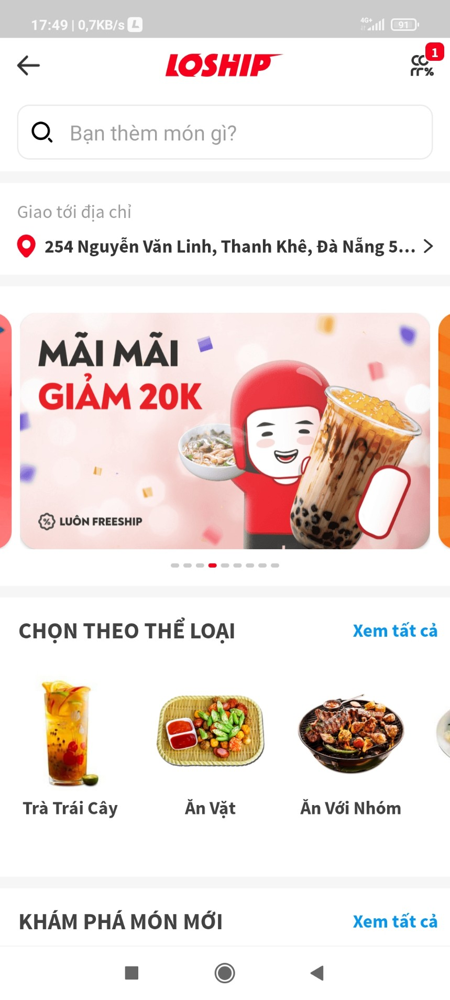 17:49 | 0,7KB/s L
4G+
91
LOSHIP
1
%
Bạn thèm món gì?
Giao tới địa chỉ
254 Nguyễn Văn Linh, Thanh Khê, Đà Nẵng 5...
MÃI MÃI
GIẢM 20K
% LUÔN FREESHIP
CHỌN THEO THỂ LOẠI
Xem tất cả
Trà Trái Cây
Ăn Vặt
Ăn Với Nhóm
KHÁM PHÁ MÓN MỚI
Xem tất cả